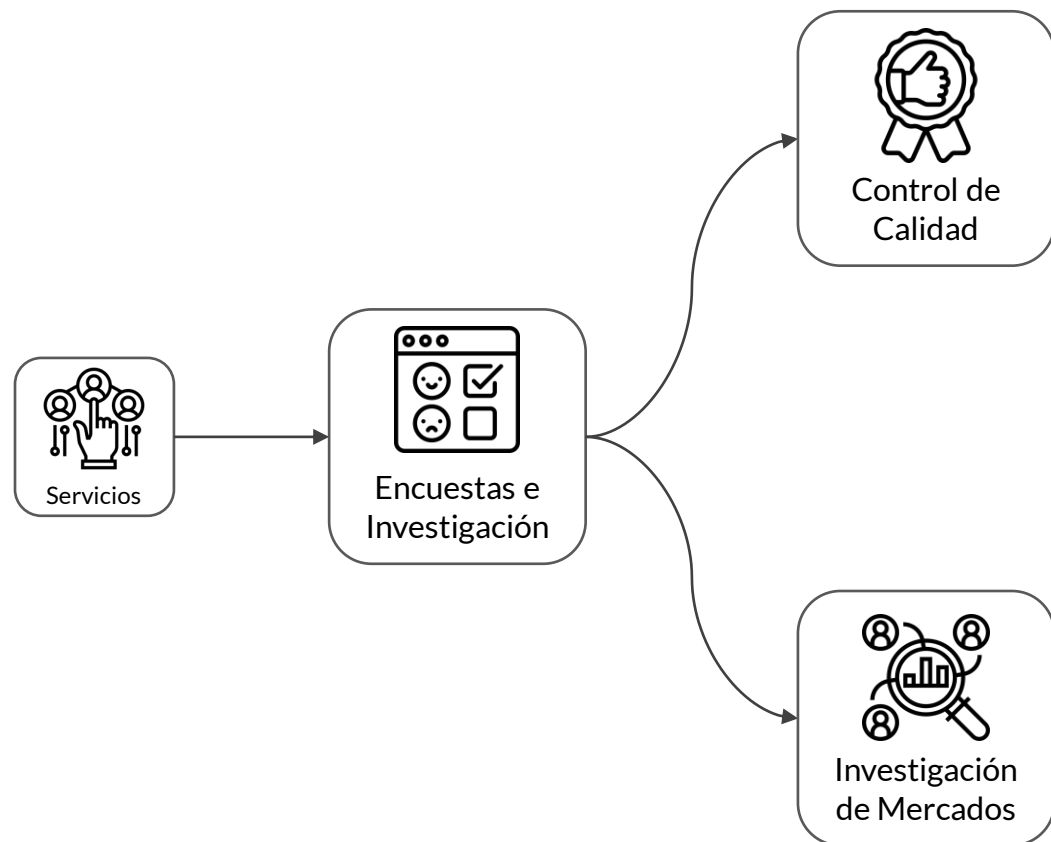 Servicios
Encuestas e
Investigación
Control de
Calidad
Investigación
de Mercados